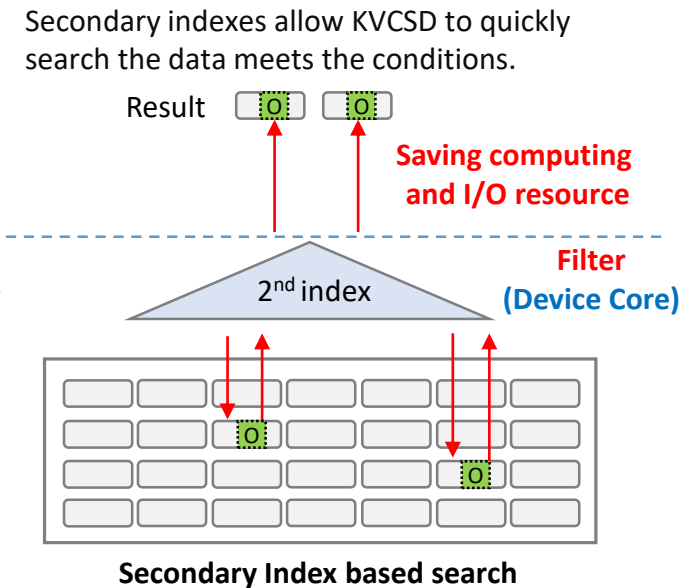 Secondary indexes allow KVCSD to quickly
search the data meets the conditions.
Result
O
O
Saving computing
and I/O resource
Filter
(Device Core)
2nd index
O
O
Secondary Index based search